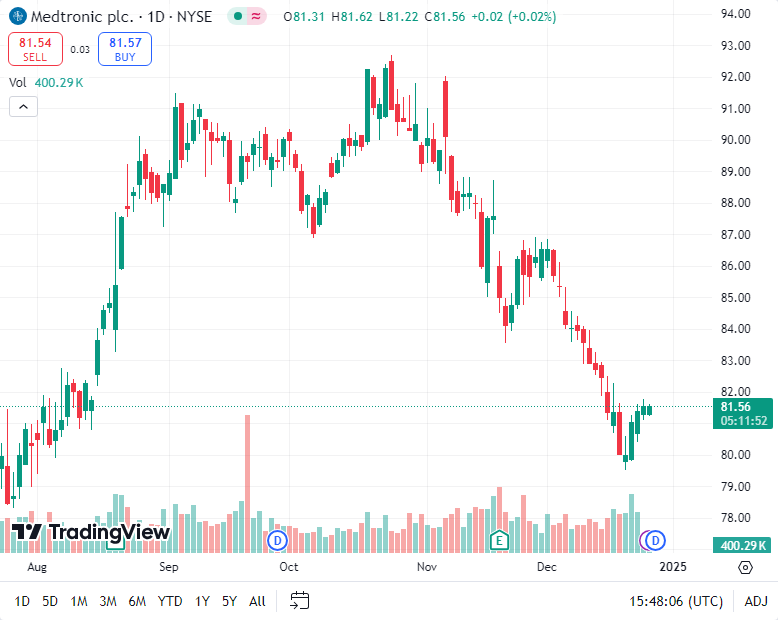 Medtronic plc. · 1D · NYSE
≈
O81.31 H81.62 L81.22 C81.56 +0.02 (+0.02%)
81.54
SELL
0.03
81.57
BUY
Vol 400.29K
94.00
93.00
92.00
91.00
90.00
89.00
88.00
87.00
86.00
85.00
84.00
83.00
82.00
81.56
05:11:52
80.00
79.00
78.00
400.29K
TradingView
D
E
D
Aug Sep Oct Nov Dec 2025
1D 5D 1M 3M 6M YTD 1Y 5Y All
15:48:06 (UTC) ADJ